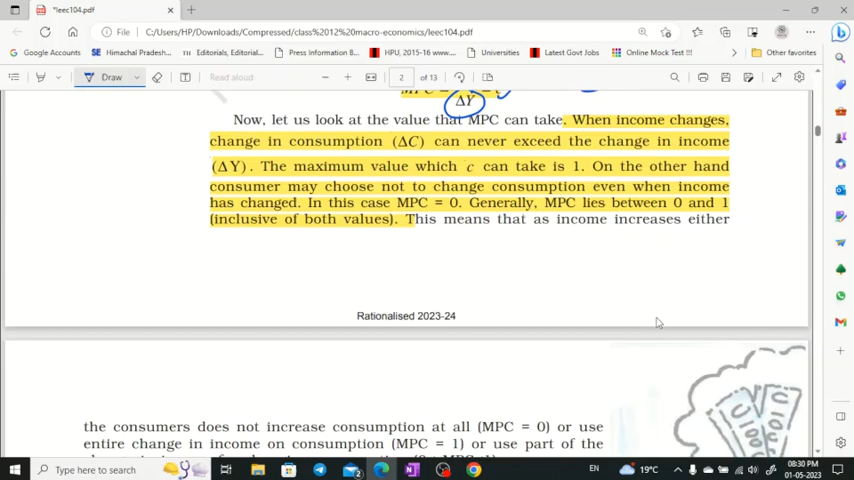 *leec104.pdf
File
C:/Users/HP/Downloads/Compressed/class%2012%20macro-economics/leec104.pdf
Google Accounts
Himachal Pradesh...
Editorials, Editorial...
Press Information B...
HPU, 2015-16 www....
Universities
Latest Govt Jobs
Online Mock Test !!!
Other favorites
Draw
Read aloud
2
of 13
ΔY
Now, let us look at the value that MPC can take. When income changes,
change in consumption (ΔC) can never exceed the change in income
(ΔY). The maximum value which c can take is 1. On the other hand
consumer may choose not to change consumption even when income
has changed. In this case MPC = 0. Generally, MPC lies between 0 and 1
(inclusive of both values). This means that as income increases either
Rationalised 2023-24
the consumers does not increase consumption at all (MPC = 0) or use
entire change in income on consumption (MPC = 1) or use part of the
Type here to search
EN
19°C
08:30 PM
01-05-2023